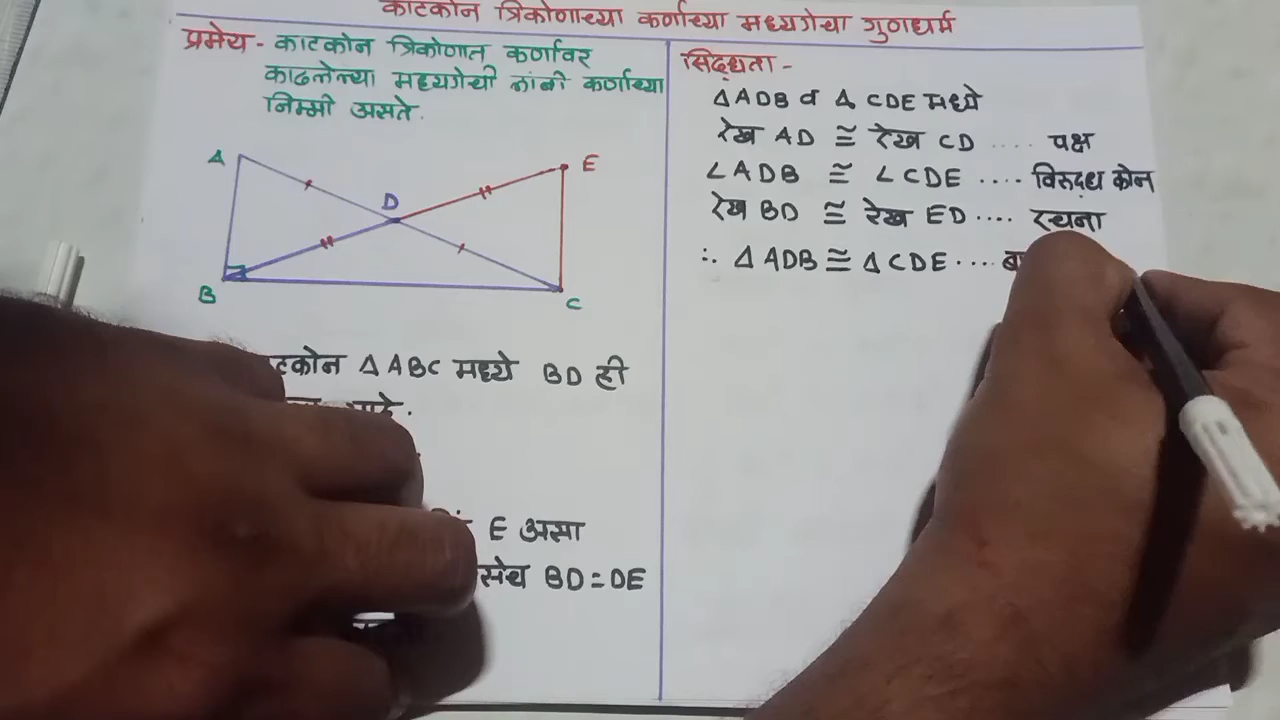 काटकोन त्रिकोणाच्या कर्णाच्या मध्यगेचा गुणधर्म
प्रमेय - काटकोन त्रिकोणात कर्णावर
काढलेल्या मध्यगेची लांबी कर्णाच्या
निम्मी असते.
A
D
E
B
C
टकोन △ABC मध्ये BD ही
E असा
सेच BD = DE
सिद्धता -
△ADB व △CDE मध्ये
रेख AD ≅ रेख CD .... पक्ष
∠ADB ≅ ∠CDE .... विरुद्ध कोन
रेख BD ≅ रेख ED .... रचना
∴ △ADB ≅ △CDE .... बा